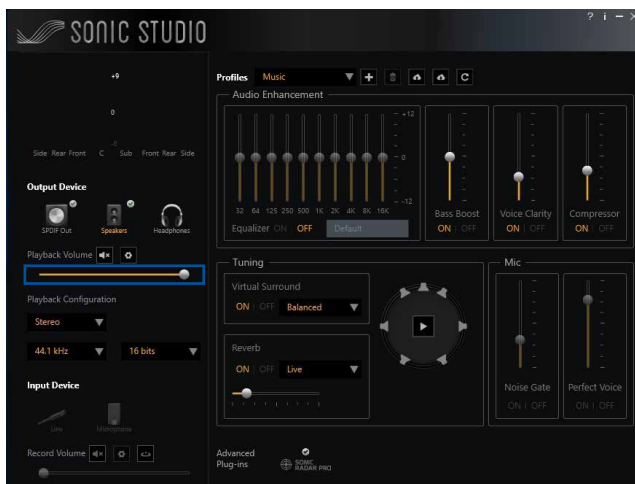 SONIC STUDIO
? i
+9
0
Side Rear Front C Sub Front Rear Side
Output Device
SPDIF Out Speakers Headphones
Playback Volume
Playback Configuration
Stereo
44.1 kHz 16 bits
Input Device
Line Microphone
Record Volume
Profiles Music
Audio Enhancement
+12
0
-12
32 64 125 250 500 1K 2K 4K 8K 16K
Equalizer ON OFF Default
Bass Boost
ON | OFF
Voice Clarity
ON | OFF
Compressor
ON | OFF
Tuning
Virtual Surround
ON | OFF Balanced
Reverb
ON | OFF Live
Mic
Noise Gate
ON | OFF
Perfect Voice
ON | OFF
Advanced
Plug-ins
SONIC
RADAR PRO